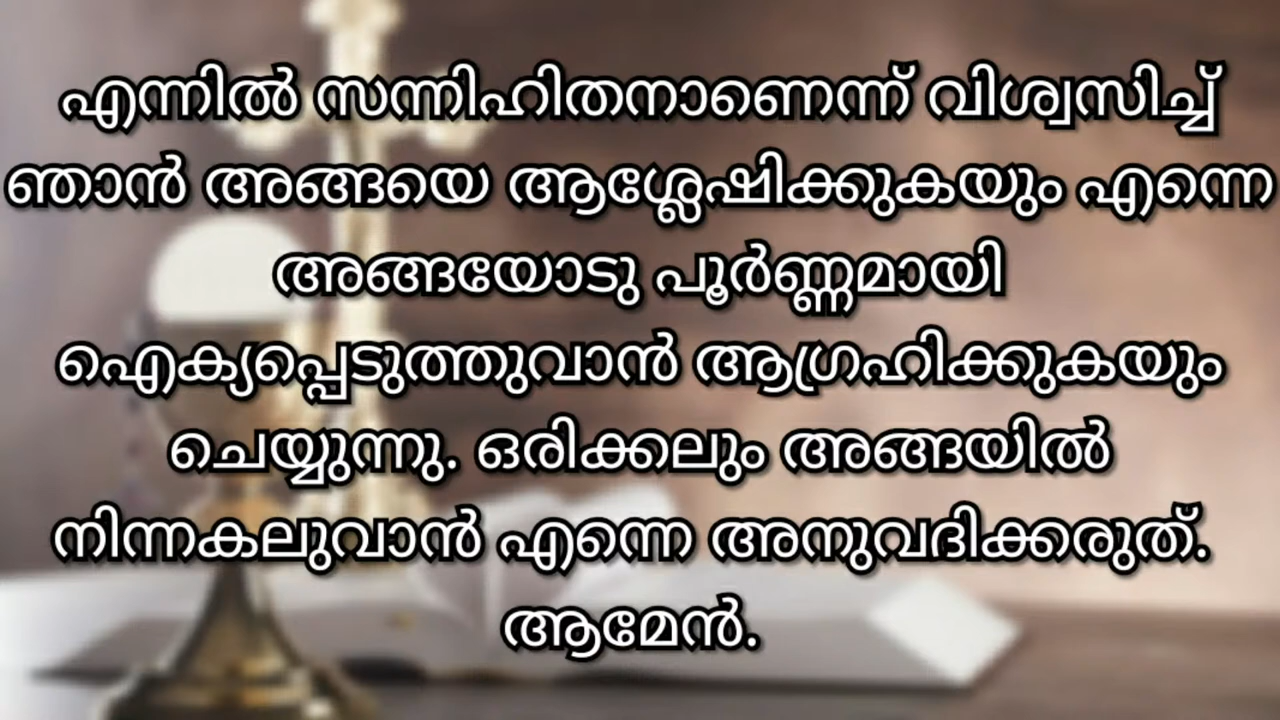 എന്നിൽ സന്നിഹിതനാണെന്ന് വിശ്വസിച്ച്
ഞാൻ അങ്ങയെ ആശ്ലേഷിക്കുകയും എന്നെ
അങ്ങയോടു പൂർണ്ണമായി
ഐക്യപ്പെടുത്തുവാൻ ആഗ്രഹിക്കുകയും
ചെയ്യുന്നു. ഒരിക്കലും അങ്ങയിൽ
നിന്നകലുവാൻ എന്നെ അനുവദിക്കരുത്.
ആമേൻ.